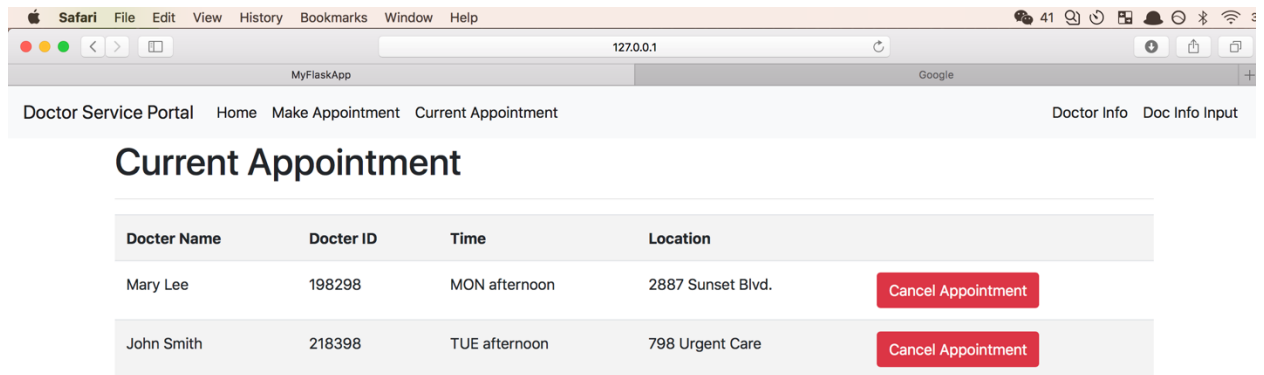 Safari File Edit View History Bookmarks Window Help 41
127.0.0.1
MyFlaskApp Google
Doctor Service Portal Home Make Appointment Current Appointment Doctor Info Doc Info Input
Current Appointment
Docter Name Docter ID Time Location
Mary Lee 198298 MON afternoon 2887 Sunset Blvd. Cancel Appointment
John Smith 218398 TUE afternoon 798 Urgent Care Cancel Appointment